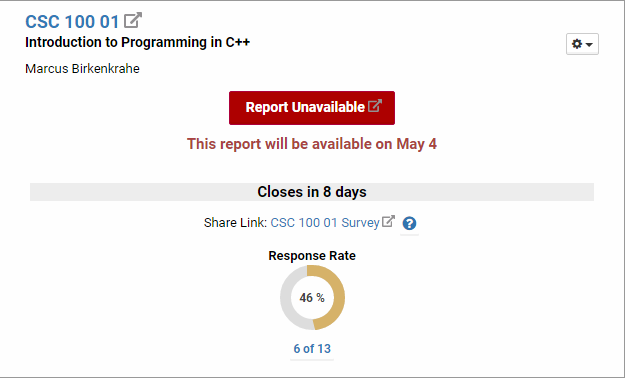 CSC 100 01
Introduction to Programming in C++
Marcus Birkenkrahe
Report Unavailable
This report will be available on May 4
Closes in 8 days
Share Link: CSC 100 01 Survey ?
Response Rate
46 %
6 of 13